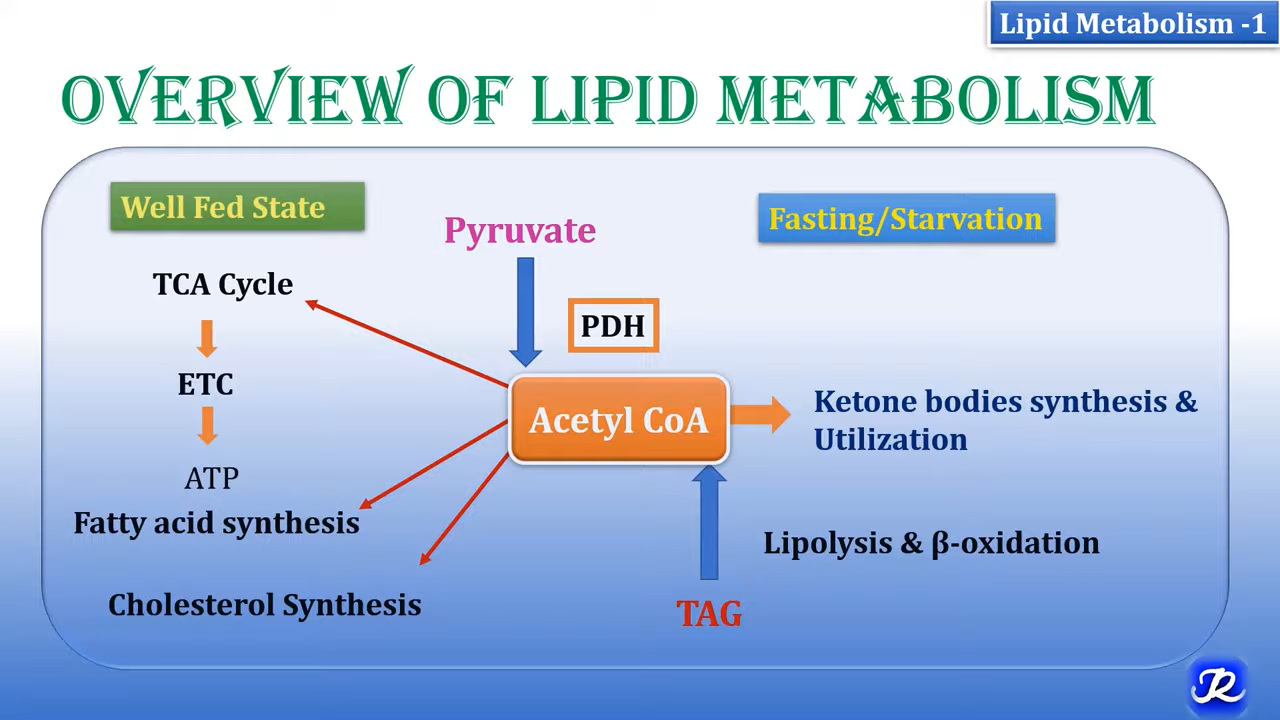 Lipid Metabolism -1
OVERVIEW OF LIPID METABOLISM
Well Fed State
Pyruvate
Fasting/Starvation
TCA Cycle
PDH
ETC
Acetyl CoA
Ketone bodies synthesis &
Utilization
ATP
Fatty acid synthesis
Lipolysis & β-oxidation
Cholesterol Synthesis
TAG